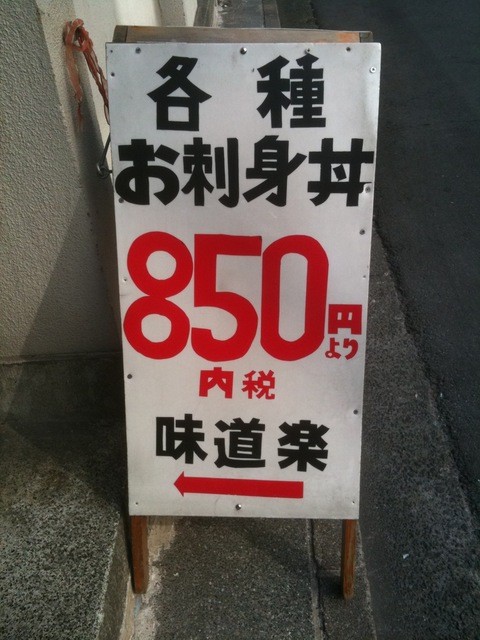 各種
お刺身丼
850円より
内税
味道楽